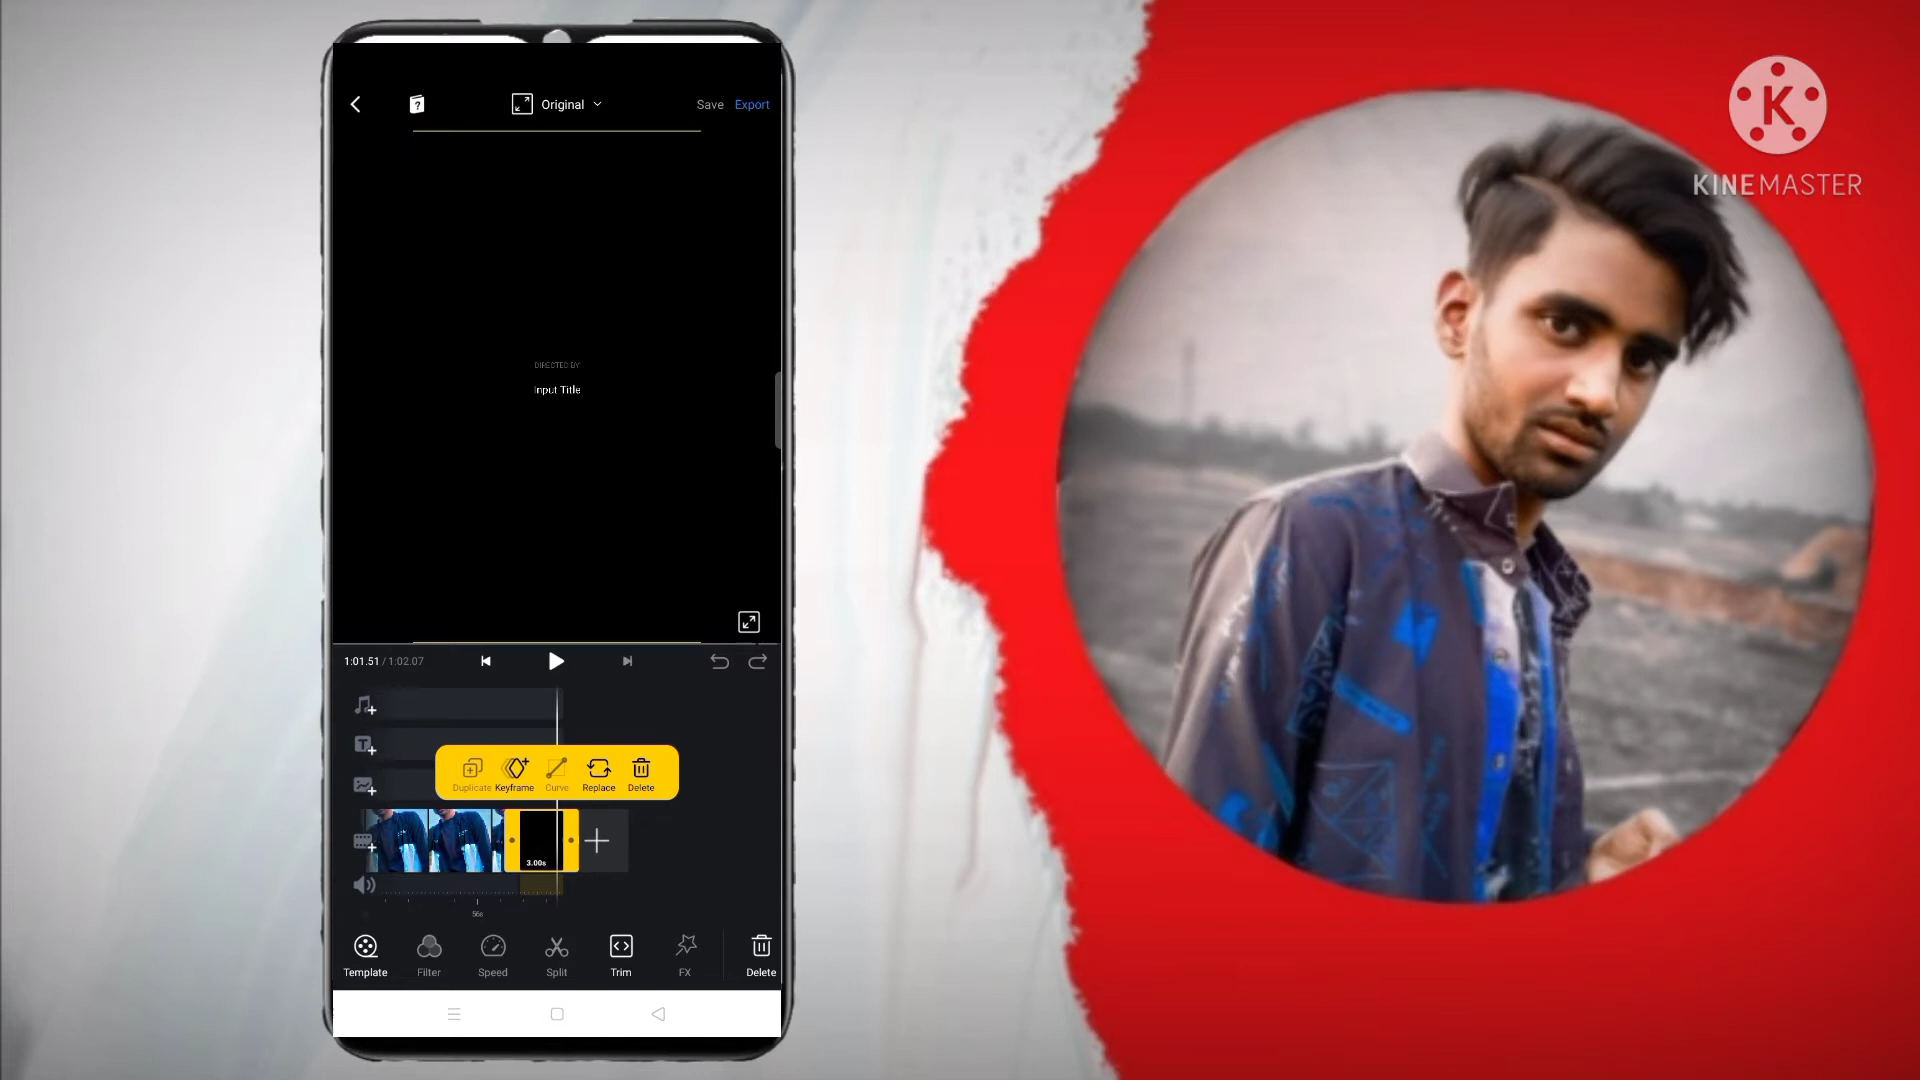 Original
Save Export
DIRECTED BY
Input Title
1:01.51 / 1:02.07
Duplicate Keyframe Curve Replace Delete
3.00s
56s
Template Filter Speed Split Trim FX Delete
K
KINEMASTER